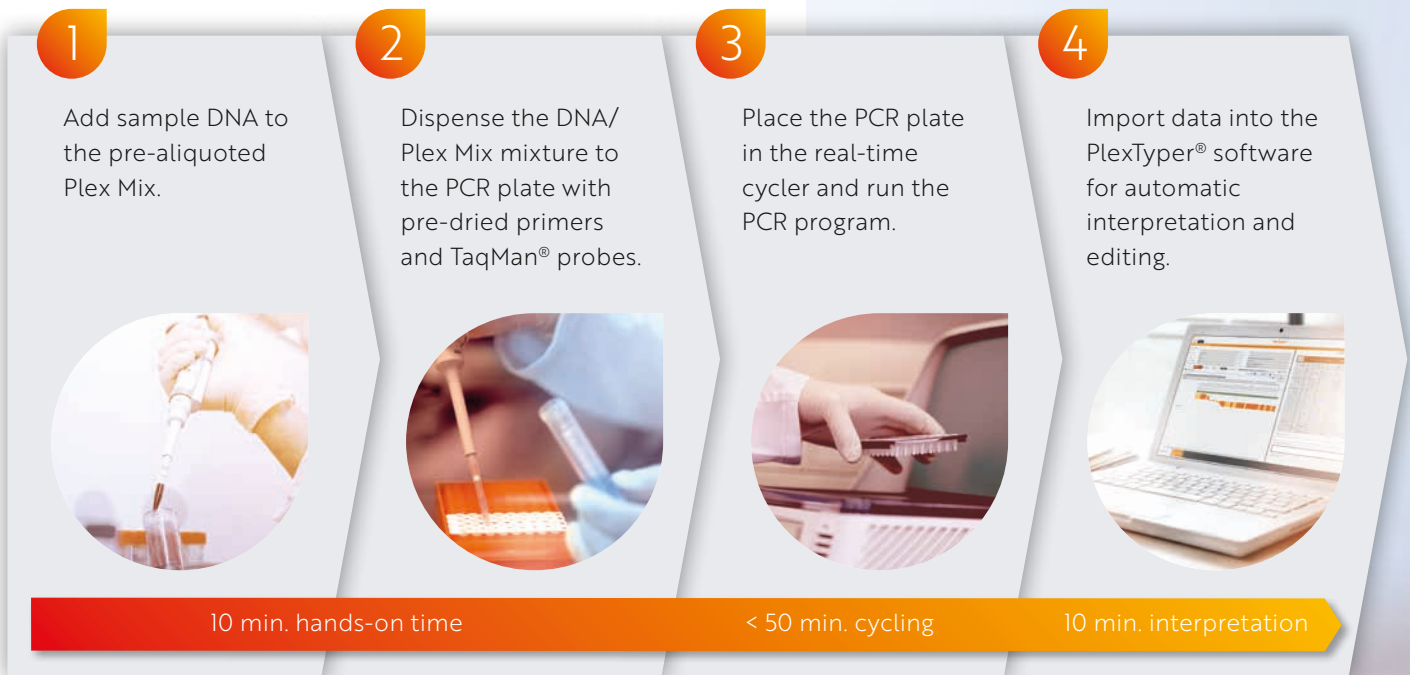 1
Add sample DNA to
the pre-aliquoted
Plex Mix.
2
Dispense the DNA/
Plex Mix mixture to
the PCR plate with
pre-dried primers
and TaqMan® probes.
3
Place the PCR plate
in the real-time
cycler and run the
PCR program.
4
Import data into the
PlexTyper® software
for automatic
interpretation and
editing.
10 min. hands-on time
< 50 min. cycling
10 min. interpretation